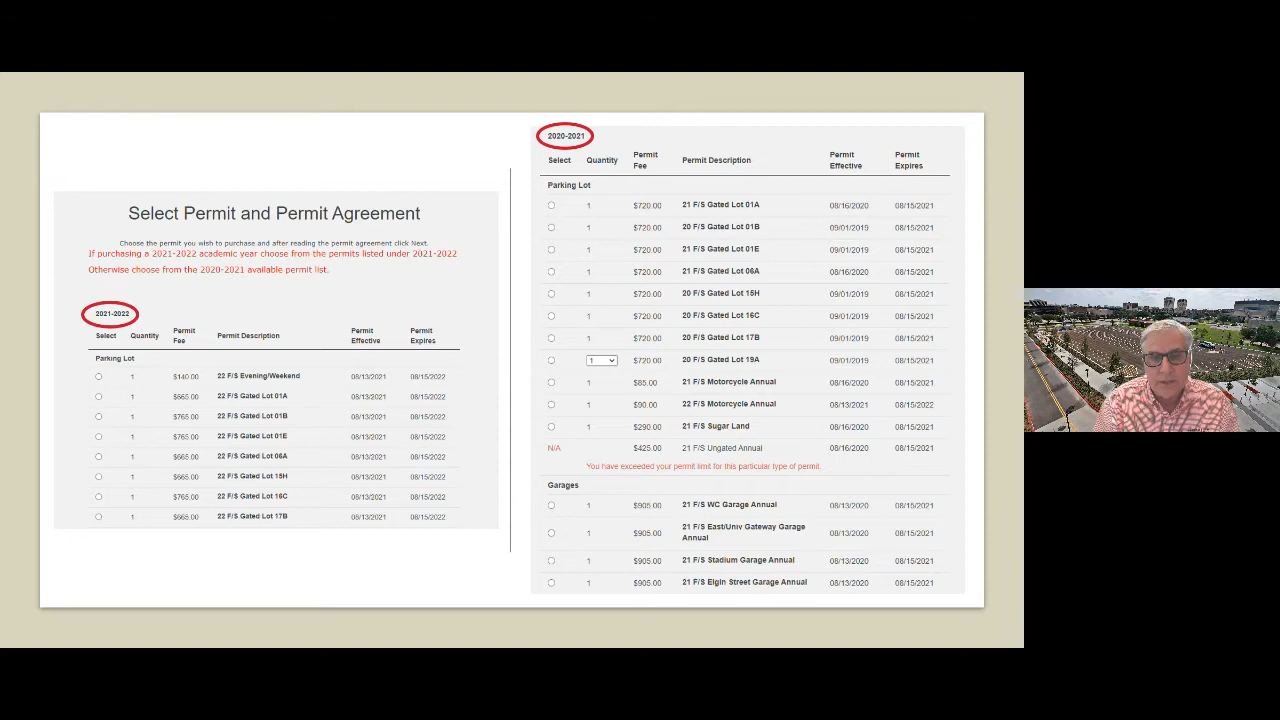 Select Permit and Permit Agreement
Choose the permit you wish to purchase and after reading the permit agreement click Next.
If purchasing a 2021-2022 academic year choose from the permits listed under 2021-2022
Otherwise choose from the 2020-2021 available permit list.
2021-2022
Select Quantity Permit Fee Permit Description Permit Effective Permit Expires
Parking Lot
1 $140.00 22 F/S Evening/Weekend 08/13/2021 08/15/2022
1 $665.00 22 F/S Gated Lot 01A 08/13/2021 08/15/2022
1 $765.00 22 F/S Gated Lot 01B 08/13/2021 08/15/2022
1 $765.00 22 F/S Gated Lot 01E 08/13/2021 08/15/2022
1 $665.00 22 F/S Gated Lot 06A 08/13/2021 08/15/2022
1 $665.00 22 F/S Gated Lot 15H 08/13/2021 08/15/2022
1 $765.00 22 F/S Gated Lot 16C 08/13/2021 08/15/2022
1 $665.00 22 F/S Gated Lot 17B 08/13/2021 08/15/2022
2020-2021
Select Quantity Permit Fee Permit Description Permit Effective Permit Expires
Parking Lot
1 $720.00 21 F/S Gated Lot 01A 08/16/2020 08/15/2021
1 $720.00 20 F/S Gated Lot 01B 09/01/2019 08/15/2021
1 $720.00 21 F/S Gated Lot 01E 09/01/2019 08/15/2021
1 $720.00 21 F/S Gated Lot 06A 08/16/2020 08/15/2021
1 $720.00 20 F/S Gated Lot 15H 09/01/2019 08/15/2021
1 $720.00 20 F/S Gated Lot 16C 09/01/2019 08/15/2021
1 $720.00 20 F/S Gated Lot 17B 09/01/2019 08/15/2021
1 $720.00 20 F/S Gated Lot 19A 09/01/2019 08/15/2021
1 $85.00 21 F/S Motorcycle Annual 08/16/2020 08/15/2021
1 $90.00 22 F/S Motorcycle Annual 08/13/2021 08/15/2022
1 $290.00 21 F/S Sugar Land 08/16/2020 08/15/2021
N/A $425.00 21 F/S Ungated Annual 08/16/2020 08/15/2021
You have exceeded your permit limit for this particular type of permit.
Garages
1 $905.00 21 F/S WC Garage Annual 08/13/2020 08/15/2021
1 $905.00 21 F/S East/Univ Gateway Garage Annual 08/13/2020 08/15/2021
1 $905.00 21 F/S Stadium Garage Annual 08/13/2020 08/15/2021
1 $905.00 21 F/S Elgin Street Garage Annual 08/13/2020 08/15/2021